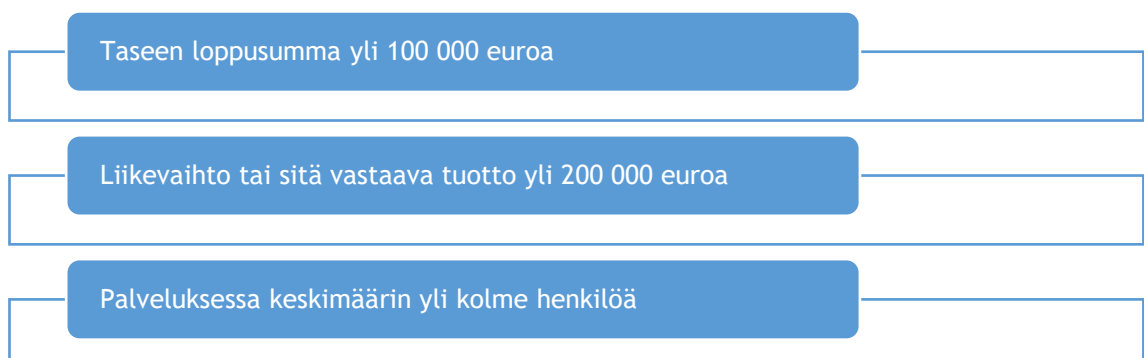 Taseen loppusumma yli 100 000 euroa
Liikevaihto tai sitä vastaava tuotto yli 200 000 euroa
Palveluksessa keskimäärin yli kolme henkilöä